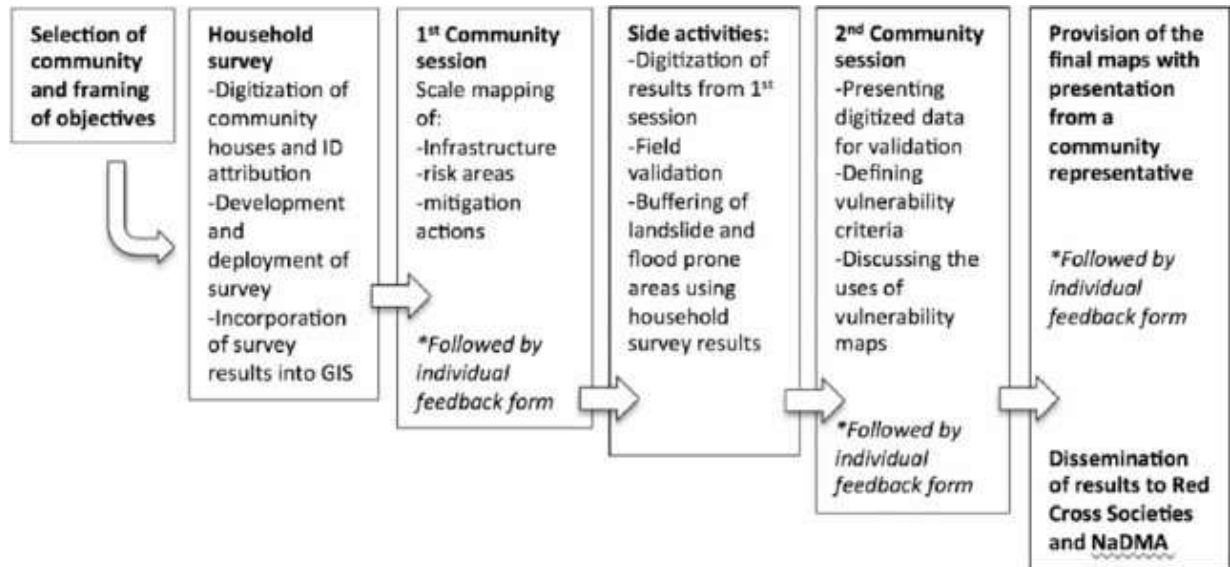 Selection of
community
and framing
of objectives
Household
survey
-Digitization of
community
houses and ID
attribution
-Development
and
deployment of
survey
-Incorporation
of survey
results into GIS
1st Community
session
Scale mapping
of:
-Infrastructure
-risk areas
-mitigation
actions
*Followed by
individual
feedback form
Side activities:
-Digitization of
results from 1st
session
-Field
validation
-Buffering of
landslide and
flood prone
areas using
household
survey results
2nd Community
session
-Presenting
digitized data
for validation
-Defining
vulnerability
criteria
-Discussing the
uses of
vulnerability
maps
*Followed by
individual
feedback form
Provision of the
final maps with
presentation
from a
community
representative
*Followed by
individual
feedback form
Dissemination
of results to Red
Cross Societies
and NaDMA